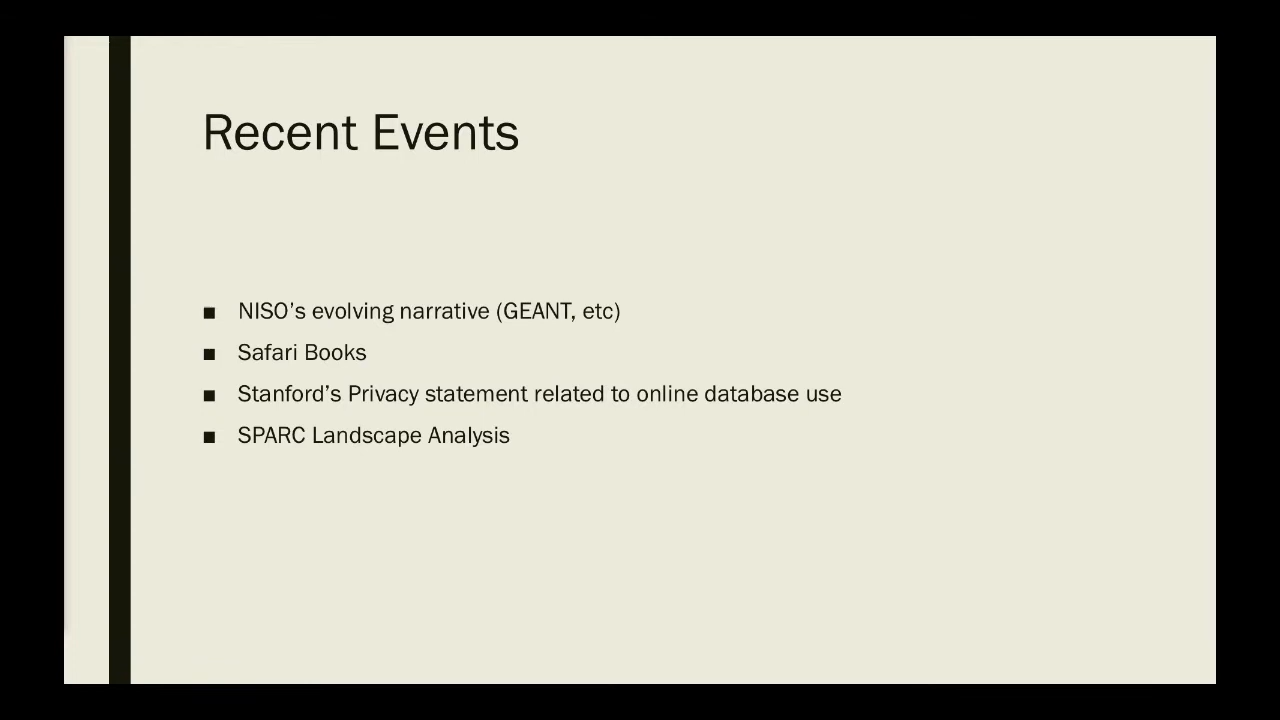 Recent Events
■ NISO’s evolving narrative (GEANT, etc)
■ Safari Books
■ Stanford’s Privacy statement related to online database use
■ SPARC Landscape Analysis